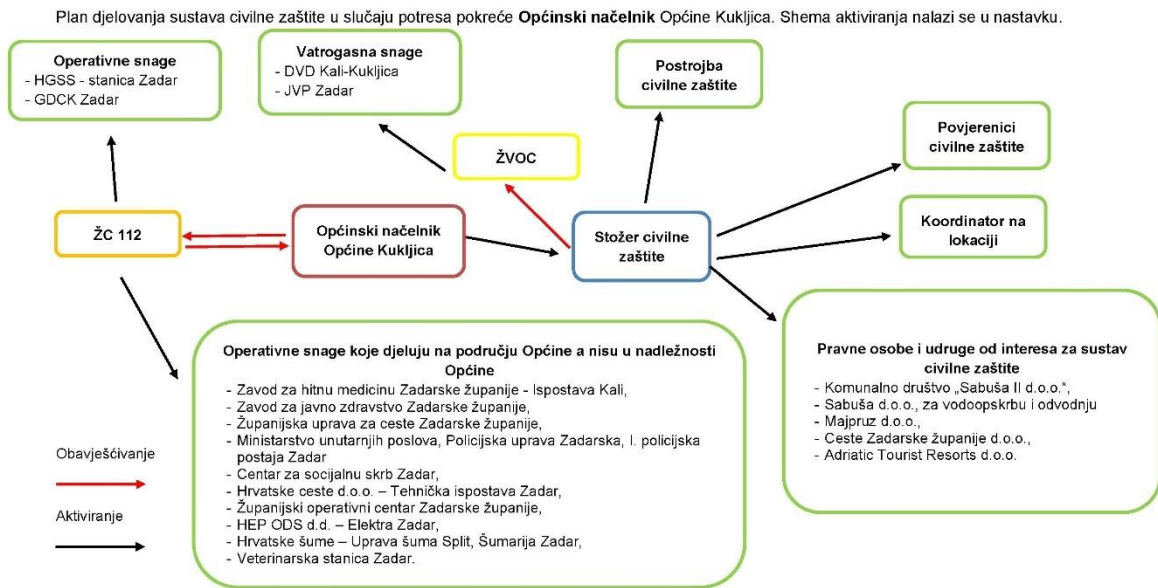 Plan djelovanja sustava civilne zaštite u slučaju potresa pokreće Općinski načelnik Općine Kukljica. Shema aktiviranja nalazi se u nastavku.
Operativne snage
- HGSS - stanica Zadar
- GDCK Zadar
Vatrogasna snage
- DVD Kali-Kukljica
- JVP Zadar
Postrojba
civilne zaštite
ŽVOC
Povjerenici
civilne zaštite
ŽC 112
Općinski načelnik
Općine Kukljica
Stožer civilne
zaštite
Koordinator na
lokaciji
Operativne snage koje djeluju na području Općine a nisu u nadležnosti
Općine
- Zavod za hitnu medicinu Zadarske županije - Ispostava Kali,
- Zavod za javno zdravstvo Zadarske županije,
- Županijska uprava za ceste Zadarske županije,
- Ministarstvo unutarnjih poslova, Policijska uprava Zadarska, I. policijska
postaja Zadar
- Centar za socijalnu skrb Zadar,
- Hrvatske ceste d.o.o. – Tehnička ispostava Zadar,
- Županijski operativni centar Zadarske županije,
- HEP ODS d.d. – Elektra Zadar,
- Hrvatske šume – Uprava šuma Split, Šumarija Zadar,
- Veterinarska stanica Zadar.
Pravne osobe i udruge od interesa za sustav
civilne zaštite
- Komunalno društvo „Sabuša II d.o.o.“,
- Sabuša d.o.o., za vodoopskrbu i odvodnju
- Majpruz d.o.o.,
- Ceste Zadarske županije d.o.o.,
- Adriatic Tourist Resorts d.o.o.
Obavješćivanje
Aktiviranje